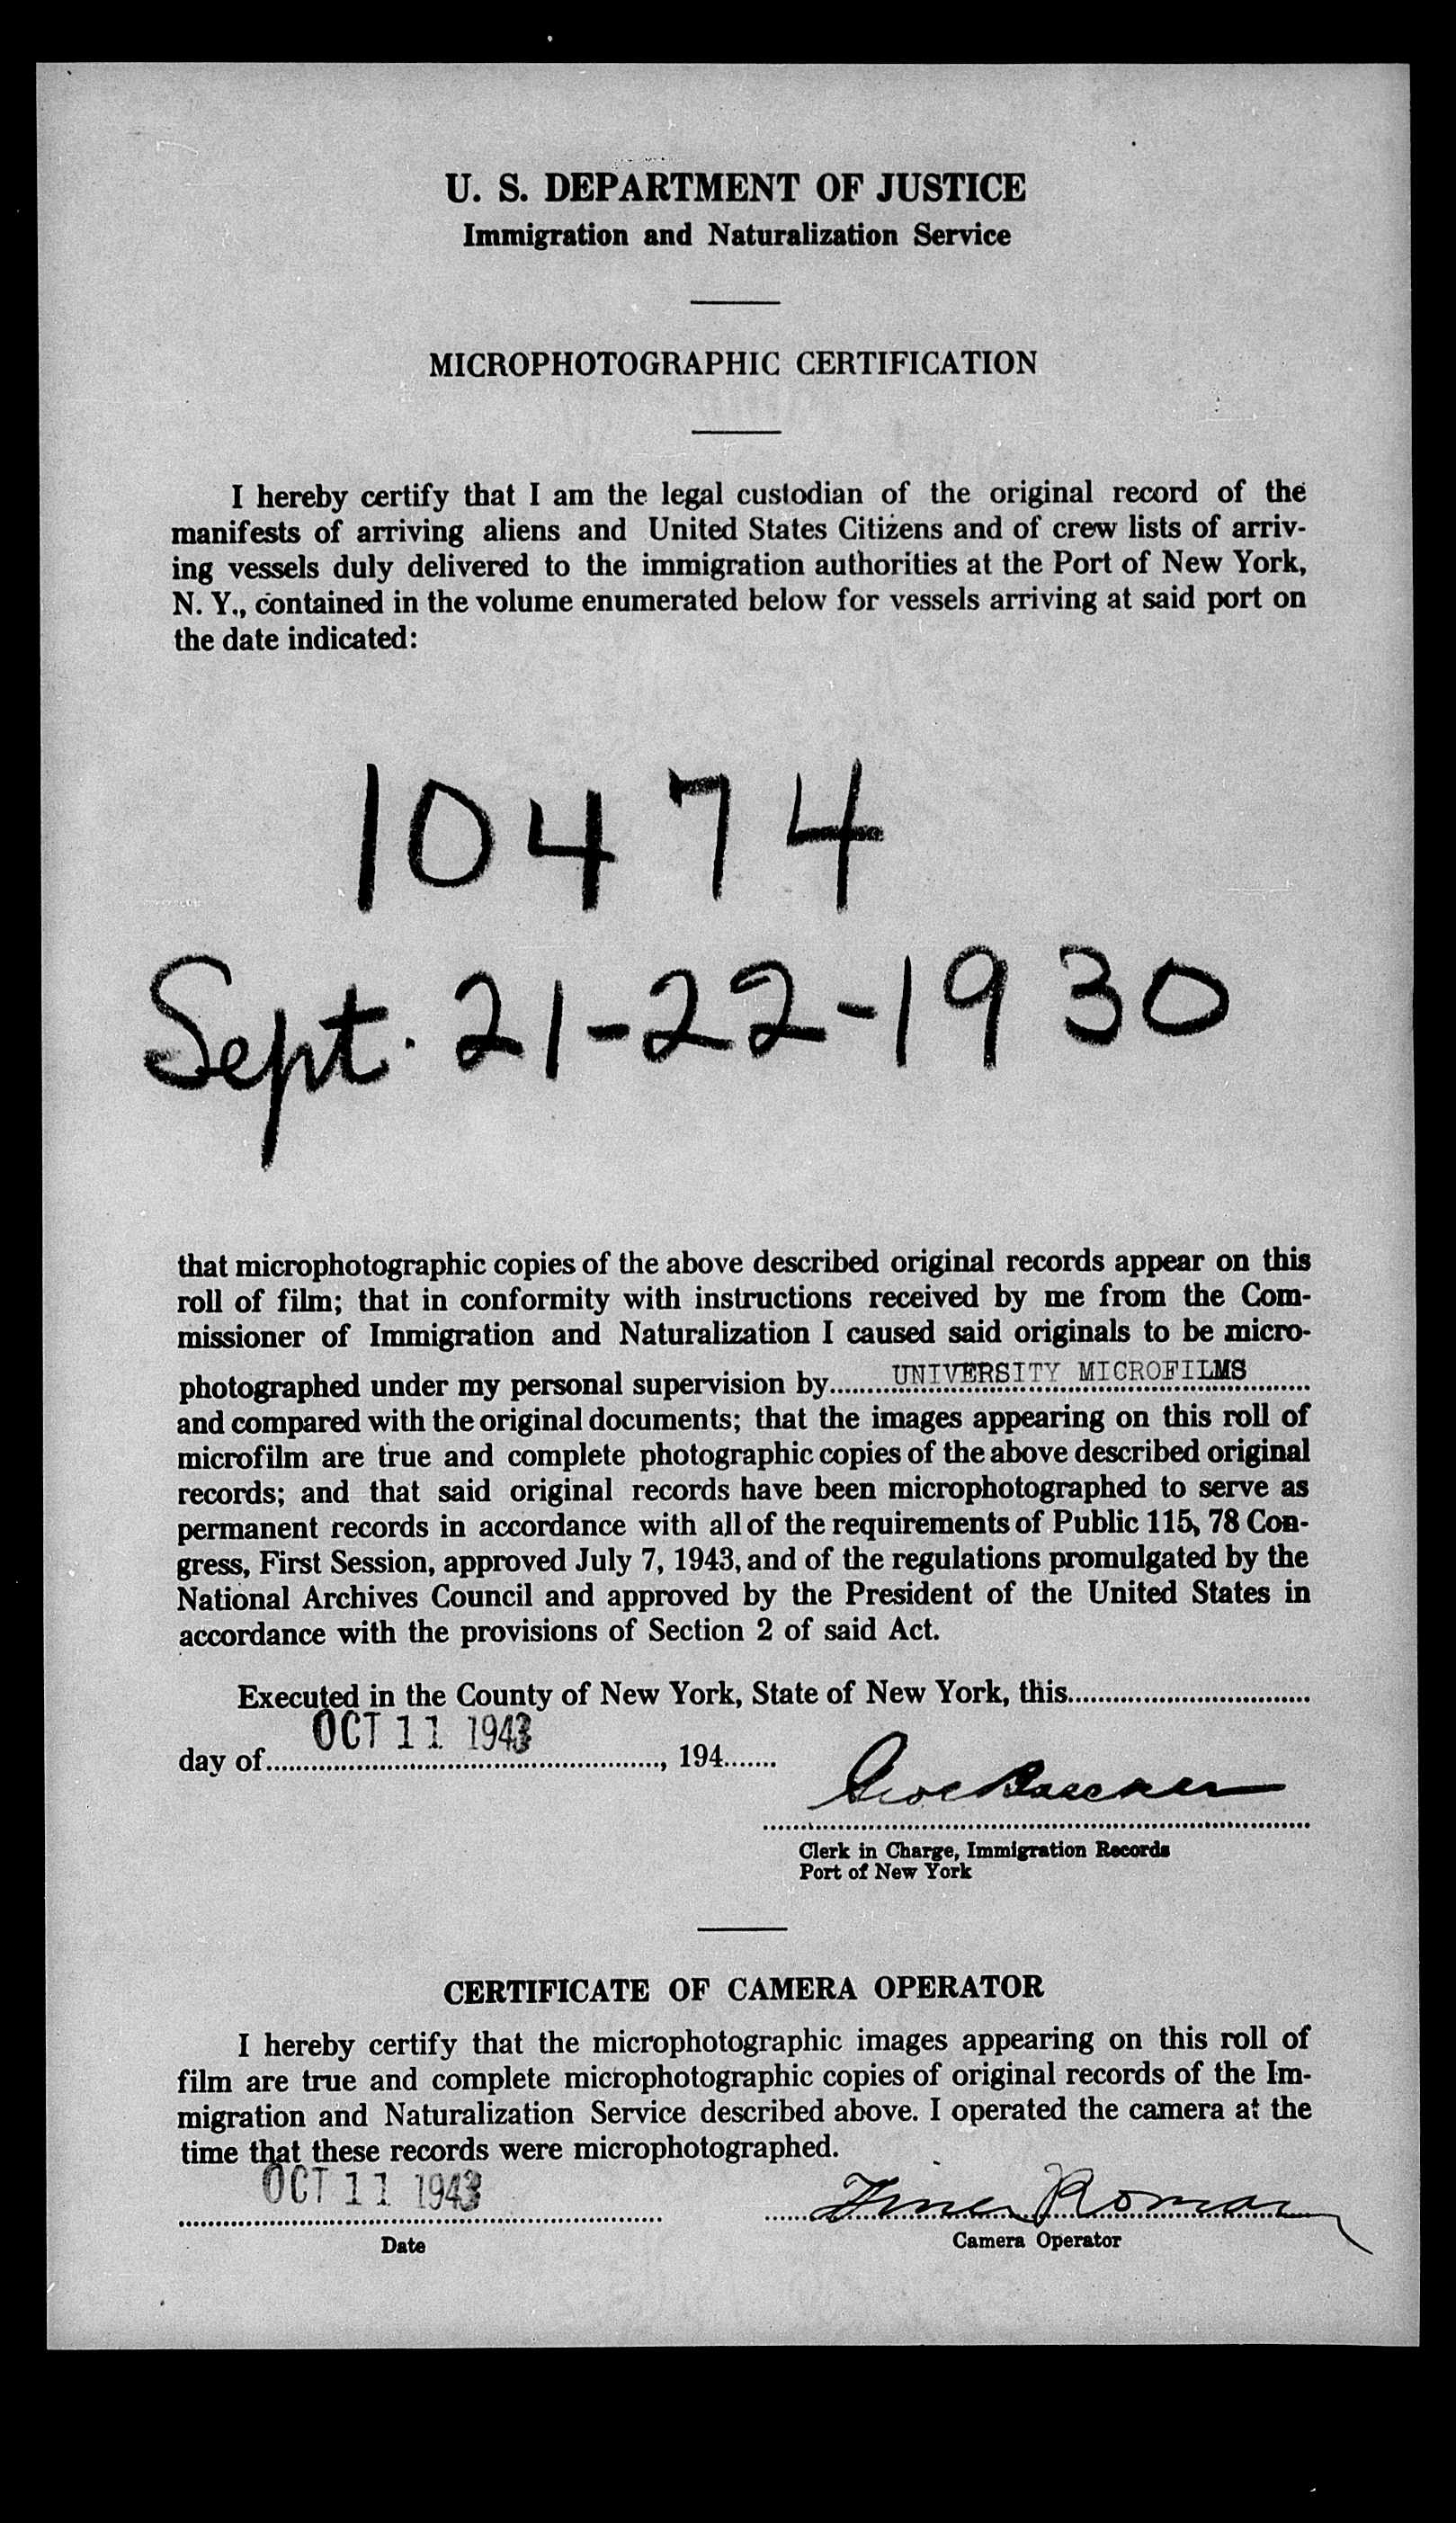 U. S. DEPARTMENT OF JUSTICE
Immigration and Naturalization Service
MICROPHOTOGRAPHIC CERTIFICATION
I hereby certify that I am the legal custodian of the original record of the
manifests of arriving aliens and United States Citizens and of crew lists of arriv-
ing vessels duly delivered to the immigration authorities at the Port of New York,
N. Y., contained in the volume enumerated below for vessels arriving at said port on
the date indicated:
10474
Sept. 21-22-1930
that microphotographic copies of the above described original records appear on this
roll of film; that in conformity with instructions received by me from the Com-
missioner of Immigration and Naturalization I caused said originals to be micro-
photographed under my personal supervision by UNIVERSITY MICROFILMS
and compared with the original documents; that the images appearing on this roll of
microfilm are true and complete photographic copies of the above described original
records; and that said original records have been microphotographed to serve as
permanent records in accordance with all of the requirements of Public 115, 78 Con-
gress, First Session, approved July 7, 1943, and of the regulations promulgated by the
National Archives Council and approved by the President of the United States in
accordance with the provisions of Section 2 of said Act.
Executed in the County of New York, State of New York, this
OCT 11 1943
day of , 194
Clerk in Charge, Immigration Records
Port of New York
CERTIFICATE OF CAMERA OPERATOR
I hereby certify that the microphotographic images appearing on this roll of
film are true and complete microphotographic copies of original records of the Im-
migration and Naturalization Service described above. I operated the camera at the
time that these records were microphotographed.
OCT 11 1943 Roman
Date Camera Operator